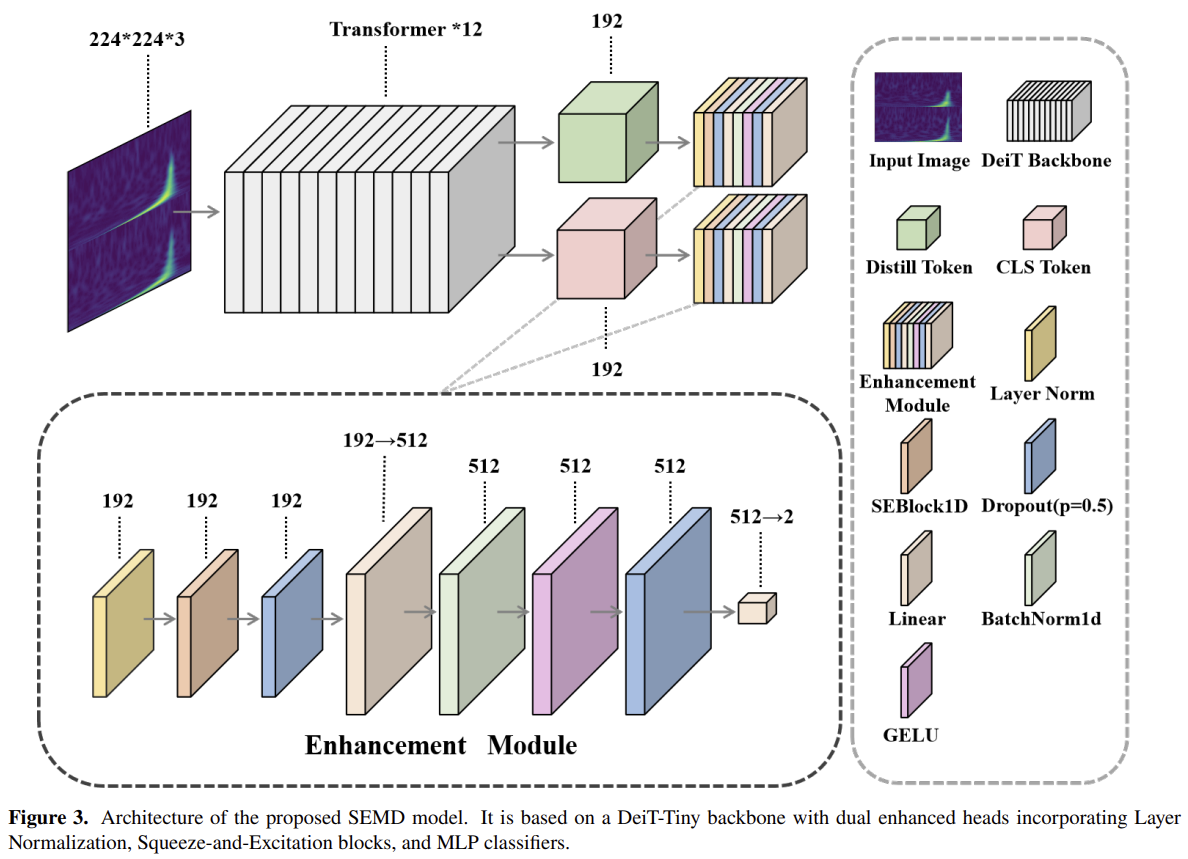 224*224*3
Transformer *12
192
192
Input Image
DeiT Backbone
Distill Token
CLS Token
Enhancement
Module
Layer Norm
SEBlock1D
Dropout(p=0.5)
Linear
BatchNorm1d
GELU
192
192
192
192→512
512
512
512
512→2
Enhancement Module
Figure 3. Architecture of the proposed SEMD model. It is based on a DeiT-Tiny backbone with dual enhanced heads incorporating Layer
Normalization, Squeeze-and-Excitation blocks, and MLP classifiers.